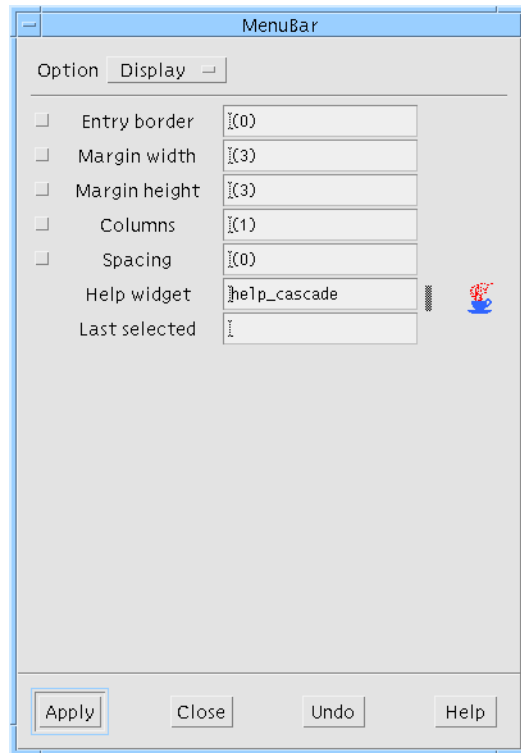 MenuBar
Option Display
Entry border (0)
Margin width (3)
Margin height (3)
Columns (1)
Spacing (0)
Help widget help_cascade
Last selected
Apply Close Undo Help